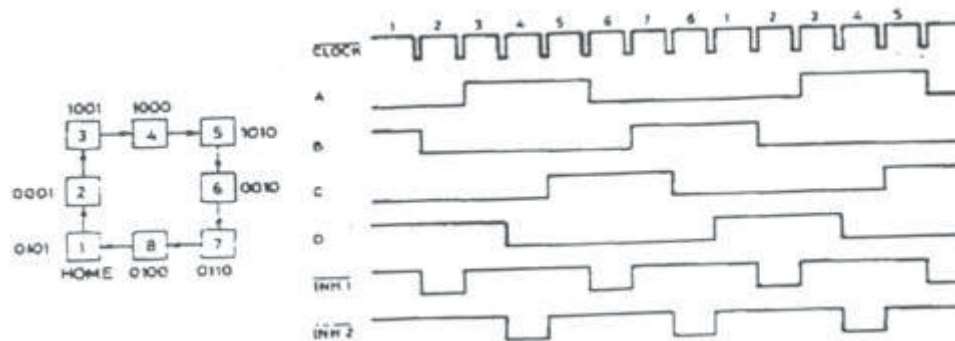 1001 1000
3 4 5 1010
0001 2 6 0010
0101 1 8 7
HOME 0100 0110
1 2 3 4 5 6 7 8 1 2 3 4 5
CLOCK
A
B
C
D
INH 1
INH 2